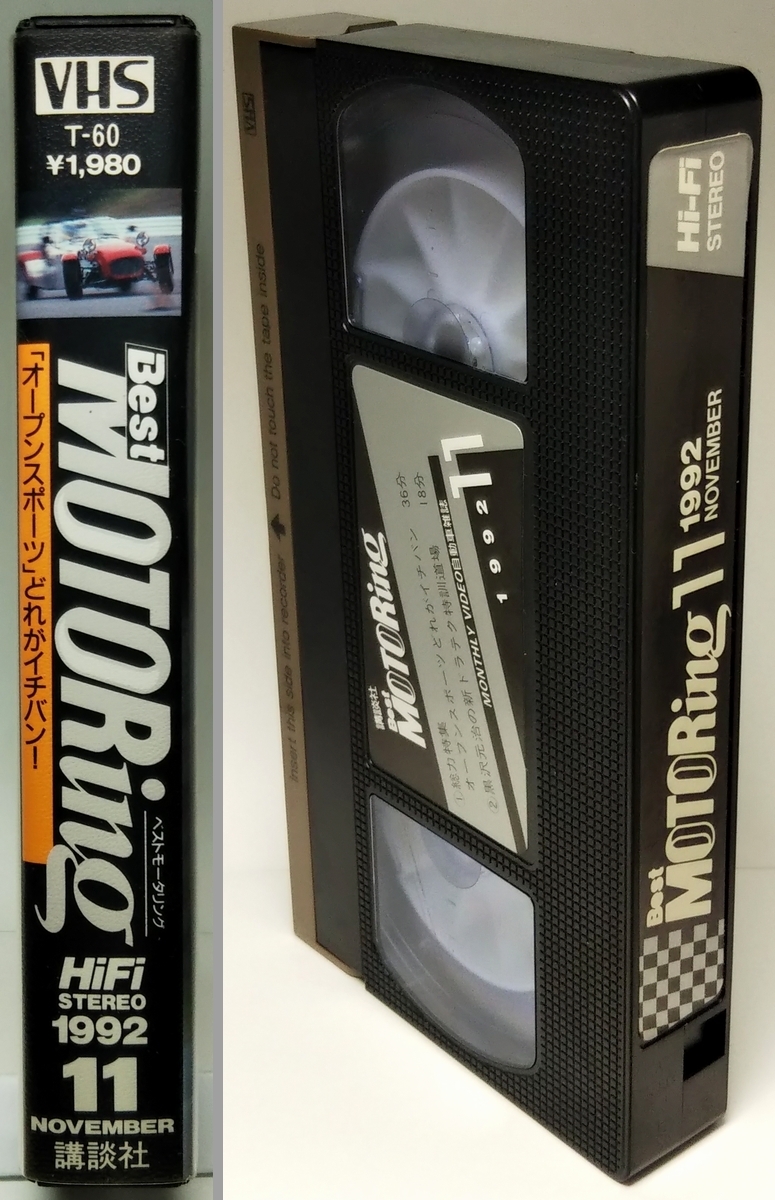 VHS
T-60
¥1,980
Best
MOTORing
ベストモータリング
「オープンスポーツ」どれがイチバン!
HiFi
STEREO
1992
11
NOVEMBER
講談社
VHS
Insert this side into recorder
Do not touch the tape inside
講談社
Best
MOTORing
①総力特集
オープンスポーツどれがイチバン 36分
②黒沢元治の新ドラテク特訓道場 18分
MONTHLY VIDEO自動車雑誌
1992
11
Best
MOTORing
11
1992
NOVEMBER
Hi-Fi
STEREO